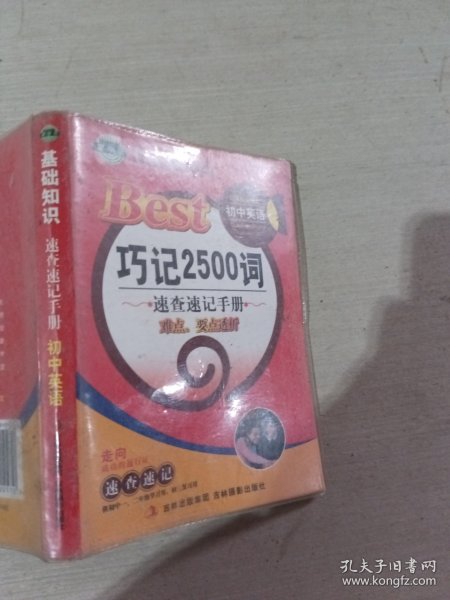 基础知识 速查速记手册 初中英语
Best
初中英语
巧记2500词
速查速记手册
难点、要点透析
走向
速查速记
吉林出版集团 吉林摄影出版社
孔夫子旧书网
www.kongfz.com